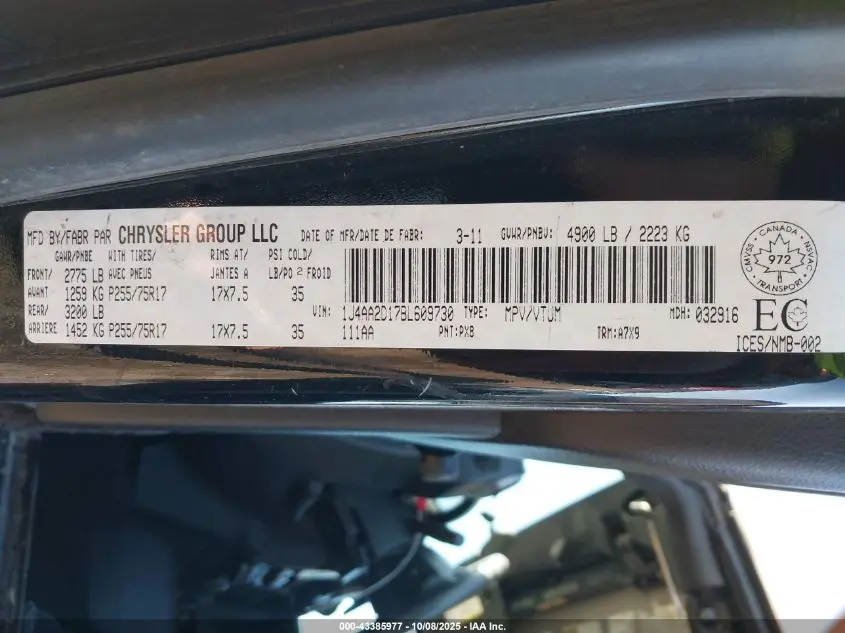 MFD BY/FABR PAR CHRYSLER GROUP LLC DATE OF MFR/DATE DE FABR: 3-11 GVWR/PNBV: 4900 LB / 2223 KG
GAWR/PNBE WITH TIRES/ RIMS AT/ PSI COLD/
FRONT/ 2775 LB AVEC PNEUS JANTES A LB/PO2 FROID
AVANT 1259 KG P255/75R17 17X7.5 35
REAR/ 3200 LB
ARRIERE 1452 KG P255/75R17 17X7.5 35
VIN: 1J4AA2D17BL609730 TYPE: MPV/VTUM MDH: 032916
111AA PNT:PXB TRM:A7X9
CMVSS CANADA NSVAC
972
TRANSPORT
EC
ICES/NMB-002
000-43385977 - 10/08/2025 - IAA Inc.